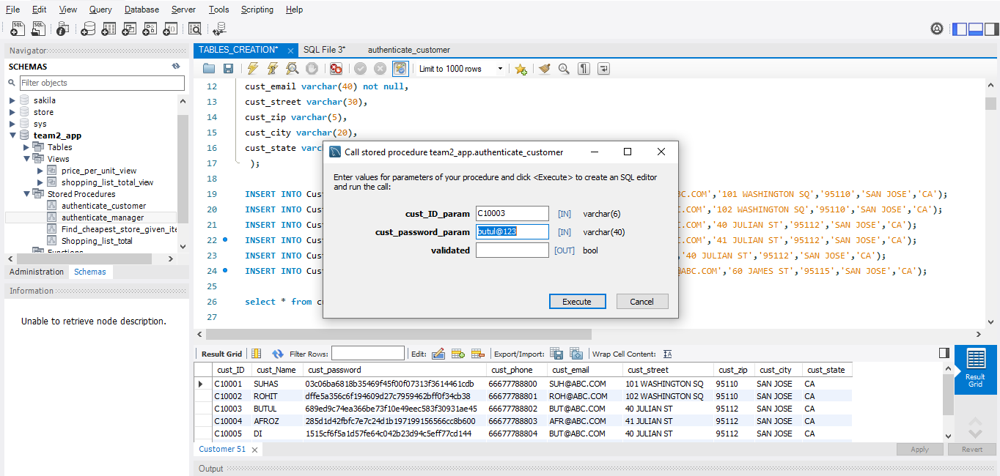 File Edit View Query Database Server Tools Scripting Help
Navigator
SCHEMAS
Filter objects
sakila
store
sys
team2_app
Tables
Views
price_per_unit_view
shopping_list_total_view
Stored Procedures
authenticate_customer
authenticate_manager
Find_cheapest_store_given_ite
Shopping_list_total
Administration Schemas
Information
Unable to retrieve node description.
TABLES_CREATION* SQL File 3* authenticate_customer
Limit to 1000 rows
12 cust_email varchar(40) not null,
13 cust_street varchar(30),
14 cust_zip varchar(5),
15 cust_city varchar(20),
16 cust_state varc
17 );
18
19 INSERT INTO Cus BC.COM','101 WASHINGTON SQ','95110','SAN JOSE','CA');
20 INSERT INTO Cus C.COM','102 WASHINGTON SQ','95110','SAN JOSE','CA');
21 INSERT INTO Cus C.COM','40 JULIAN ST','95112','SAN JOSE','CA');
22 INSERT INTO Cus C.COM','41 JULIAN ST','95112','SAN JOSE','CA');
23 INSERT INTO Cus ,'40 JULIAN ST','95112','SAN JOSE','CA');
24 INSERT INTO Cus @ABC.COM','60 JAMES ST','95115','SAN JOSE','CA');
25
26 select * from c
27
Call stored procedure team2_app.authenticate_customer
Enter values for parameters of your procedure and click <Execute> to create an SQL editor
and run the call:
cust_ID_param C10003 [IN] varchar(6)
cust_password_param butul@123 [IN] varchar(40)
validated [OUT] bool
Execute Cancel
Result Grid Filter Rows: Edit: Export/Import: Wrap Cell Content:
cust_ID cust_Name cust_password cust_phone cust_email cust_street cust_zip cust_city cust_state
C10001 SUHAS 03c06ba6818b35469f45f00f07313f3614461cdb 66677788800 SUH@ABC.COM 101 WASHINGTON SQ 95110 SAN JOSE CA
C10002 ROHIT dffe5a356c6f194609d27c7959462bff0f34cb38 66677788801 ROH@ABC.COM 102 WASHINGTON SQ 95110 SAN JOSE CA
C10003 BUTUL 689ed9c74ea366be73f10e49eec583f30931ae45 66677788802 BUT@ABC.COM 40 JULIAN ST 95112 SAN JOSE CA
C10004 AFROZ 285d1d42fbfc7e7c24d1b197199156566cc8b600 66677788803 AFR@ABC.COM 41 JULIAN ST 95112 SAN JOSE CA
C10005 DI 1515cf6f5a1d57fe64c042b23d94c5eff77cd144 66677788804 BUT@ABC.COM 40 JULIAN ST 95112 SAN JOSE CA
Result
Grid
Customer 51 Apply Revert
Output